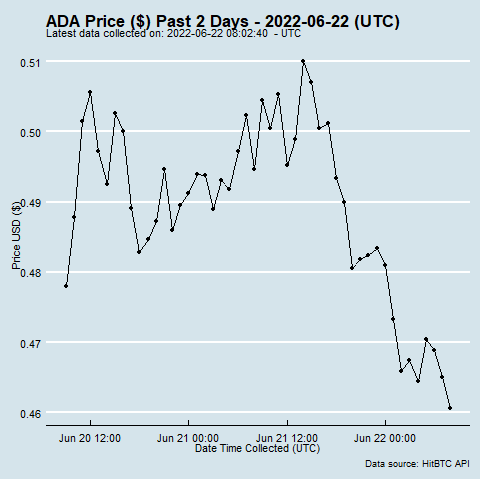 ADA Price ($) Past 2 Days - 2022-06-22 (UTC)
Latest data collected on: 2022-06-22 08:02:40  - UTC
0.51
0.50
0.49
0.48
0.47
0.46
Price USD ($)
Jun 20 12:00
Jun 21 00:00
Jun 21 12:00
Jun 22 00:00
Date Time Collected (UTC)
Data source: HitBTC API